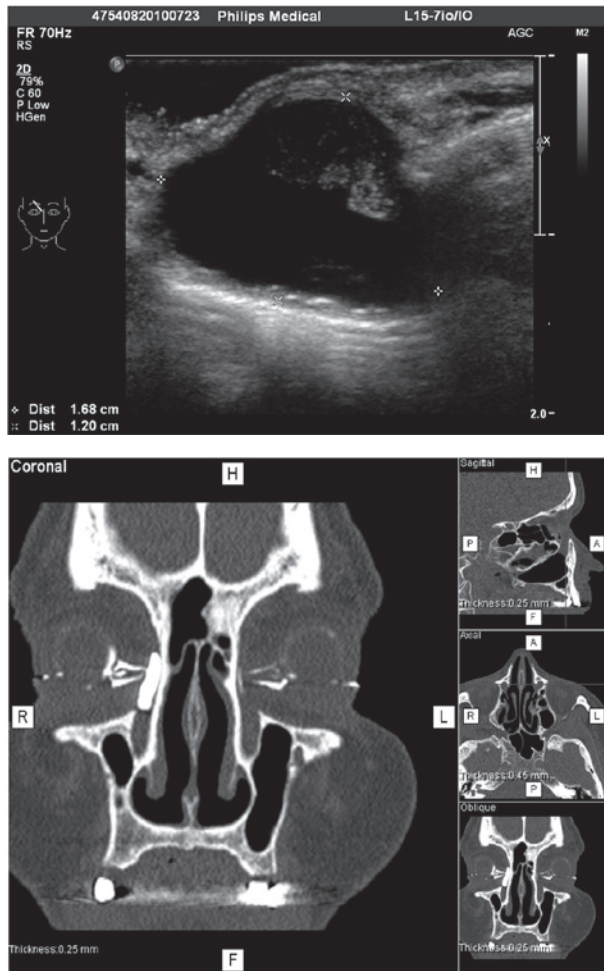 47540820100723 Philips Medical L15-7io/IO
FR 70Hz
RS
AGC
M2
2D
79%
C 60
P Low
HGen
P
X
Dist 1.68 cm
Dist 1.20 cm
2.0
Coronal
H
R
L
F
Thickness:0.25 mm
Sagittal
H
P
A
F
Thickness:0.25 mm
Axial
A
R
L
P
Thickness:0.45 mm
Oblique
Thickness:0.25 mm